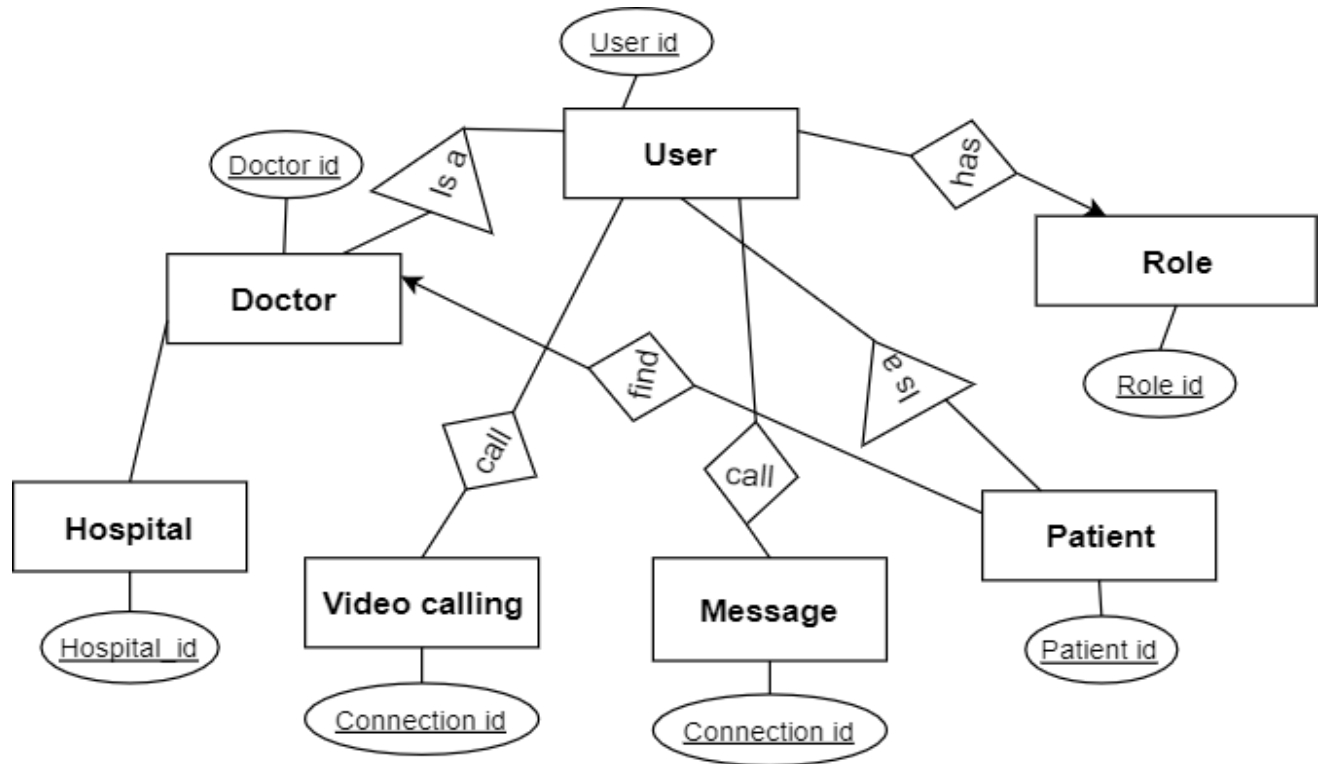 User id
User
Is a
has
Doctor id
Doctor
Role
find
Is a
Role id
call
call
Hospital
Patient
Video calling
Message
Hospital_id
Patient id
Connection id
Connection id